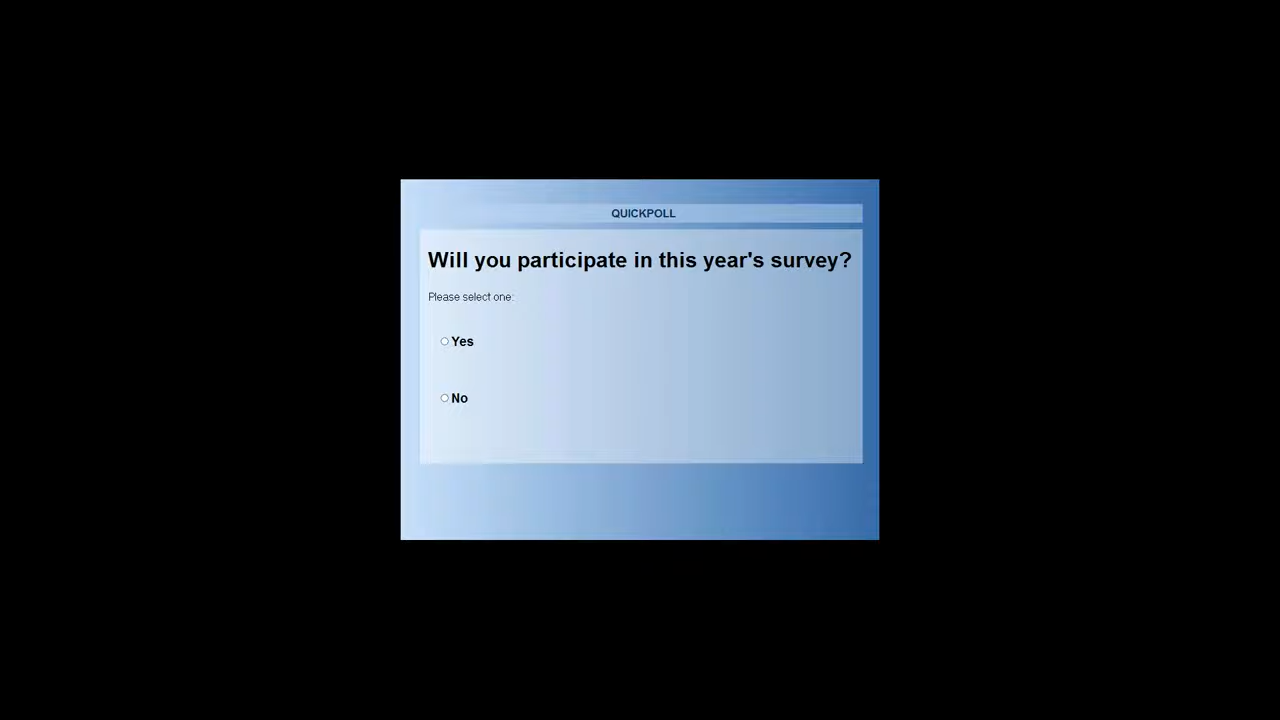 QUICKPOLL
Will you participate in this year's survey?
Please select one:
Yes
No